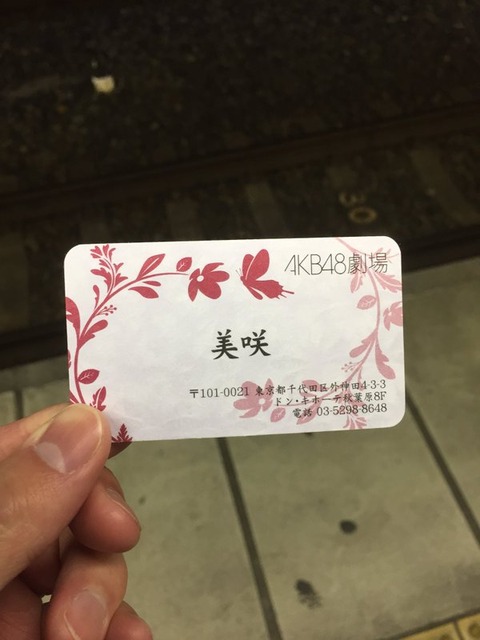 AKB48劇場
美咲
〒101-0021 東京都千代田区外神田4-3-3
ドン・キホーテ秋葉原8F
電話 03-5298-8648
30